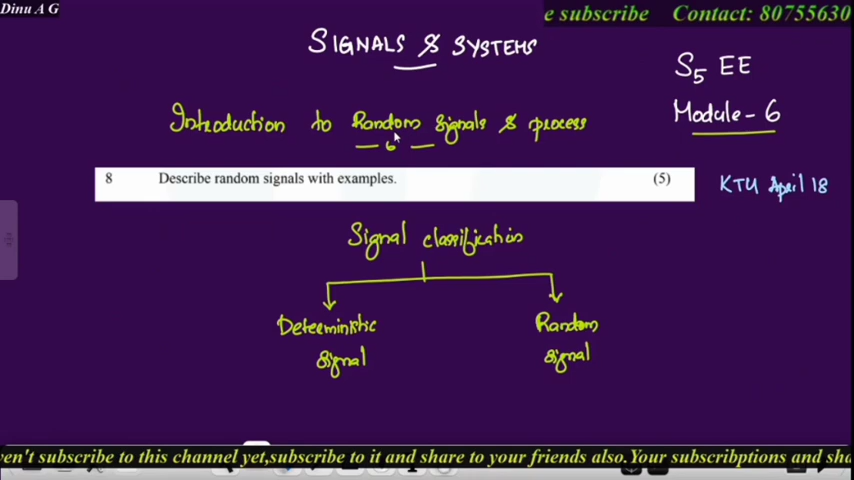 Dinu A G
e subscribe Contact: 80755630
SIGNALS & SYSTEMS
S5 EE
Module-6
Introduction to Random signals & process
8 Describe random signals with examples. (5)
KTU April 18
Signal classification
Deterministic signal
Random signal
ven't subscribe to this channel yet,subscribe to it and share to your friends also.Your subscribptions and sha